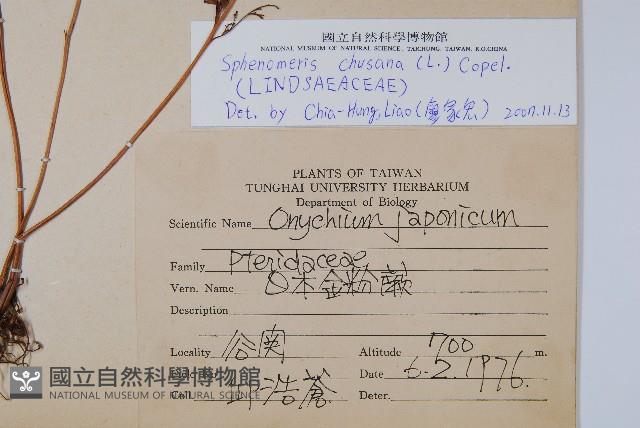 國立自然科學博物館
NATIONAL MUSEUM OF NATURAL SCIENCE, TAICHUNG, TAIWAN, R.O.CHINA
Sphenomeris chusana (L.) Copel.
(LINDSAEACEAE)
Det. by Chia-Hung, Liao (廖家 2007.11.13
PLANTS OF TAIWAN
TUNGHAI UNIVERSITY HERBARIUM
Department of Biology
Scientific Name Onychium japonicum
Family Pteridaceae
Vern. Name 日本金粉蕨
Description
Locality 谷関 Altitude 700 m.
Date 6.2.1976.
Coll. 邱浩蒼 Deter.
國立自然科學博物館
NATIONAL MUSEUM OF NATURAL SCIENCE